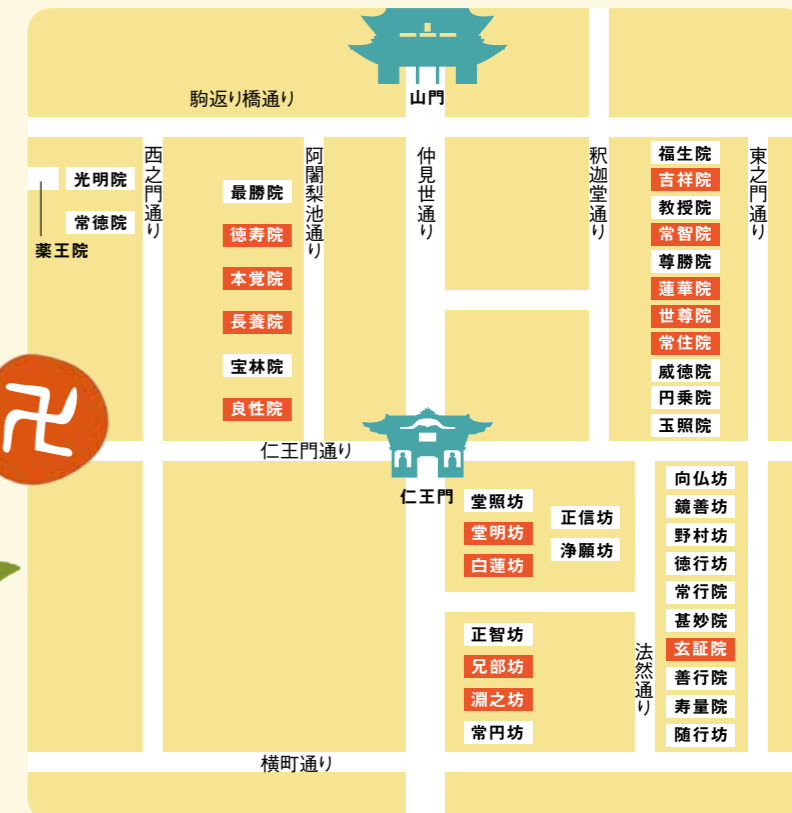 山門
駒返り橋通り
西之門通り
阿闍梨池通り
仲見世通り
釈迦堂通り
東之門通り
光明院
常徳院
薬王院
最勝院
徳寿院
本覚院
長養院
宝林院
良性院
福生院
吉祥院
教授院
常智院
尊勝院
蓮華院
世尊院
常住院
威徳院
円乗院
玉照院
卍
仁王門通り
仁王門
堂照坊
堂明坊
白蓮坊
正信坊
浄願坊
正智坊
兄部坊
淵之坊
常円坊
法然通り
向仏坊
鏡善坊
野村坊
徳行坊
常行院
甚妙院
玄証院
善行院
寿量院
随行坊
横町通り